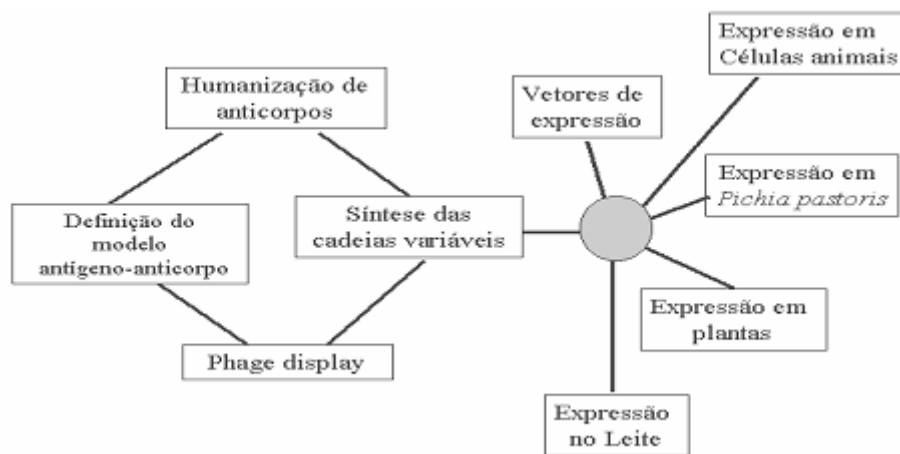 Humanização de
anticorpos
Definição do
modelo
antígeno-anticorpo
Phage display
Síntese das
cadeias variáveis
Vetores de
expressão
Expressão em
Células animais
Expressão em
Pichia pastoris
Expressão em
plantas
Expressão
no Leite